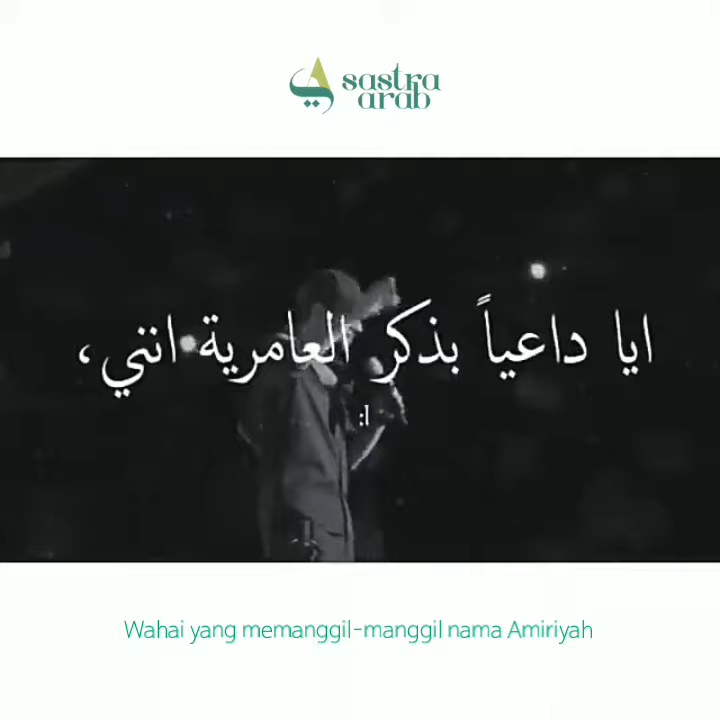 sastra
arab
ايا داعياً بذكر العامرية انني،
:ا
Wahai yang memanggil-manggil nama Amiriyah